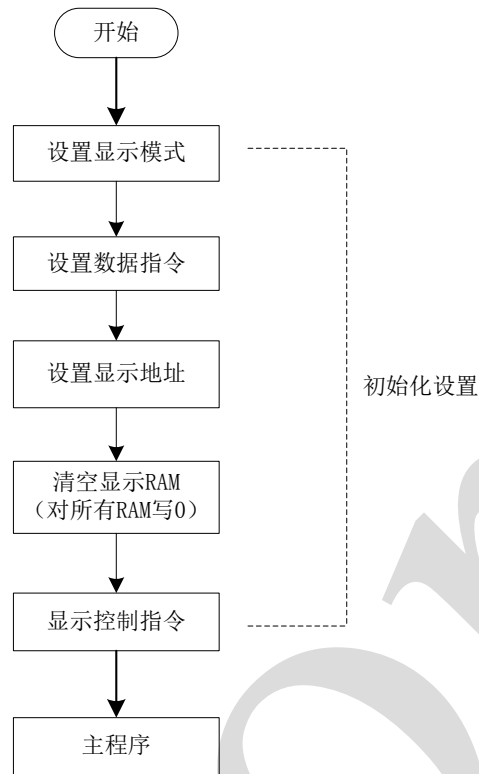 开始
设置显示模式
设置数据指令
设置显示地址
初始化设置
清空显示RAM
（对所有RAM写0）
显示控制指令
主程序